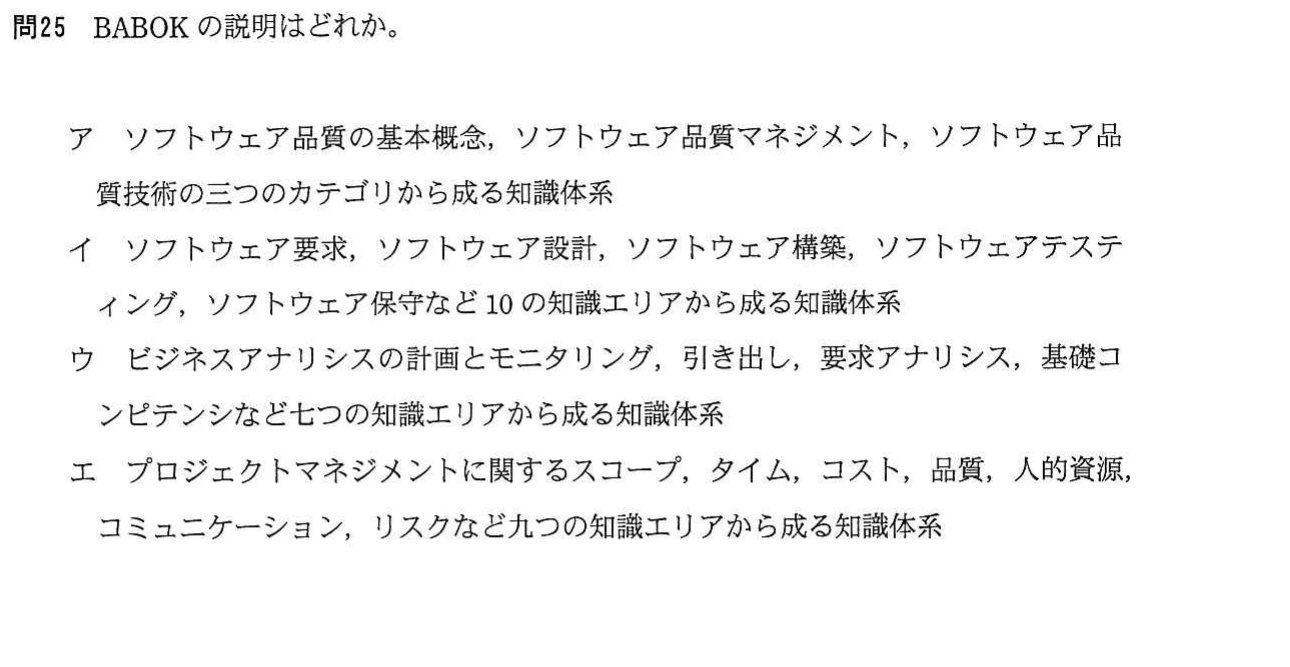 問25 BABOK の説明はどれか。
ア ソフトウェア品質の基本概念，ソフトウェア品質マネジメント，ソフトウェア品
質技術の三つのカテゴリから成る知識体系
イ ソフトウェア要求，ソフトウェア設計，ソフトウェア構築，ソフトウェアテステ
ィング，ソフトウェア保守など 10 の知識エリアから成る知識体系
ウ ビジネスアナリシスの計画とモニタリング，引き出し，要求アナリシス，基礎コ
ンピテンシなど七つの知識エリアから成る知識体系
エ プロジェクトマネジメントに関するスコープ，タイム，コスト，品質，人的資源，
コミュニケーション，リスクなど九つの知識エリアから成る知識体系